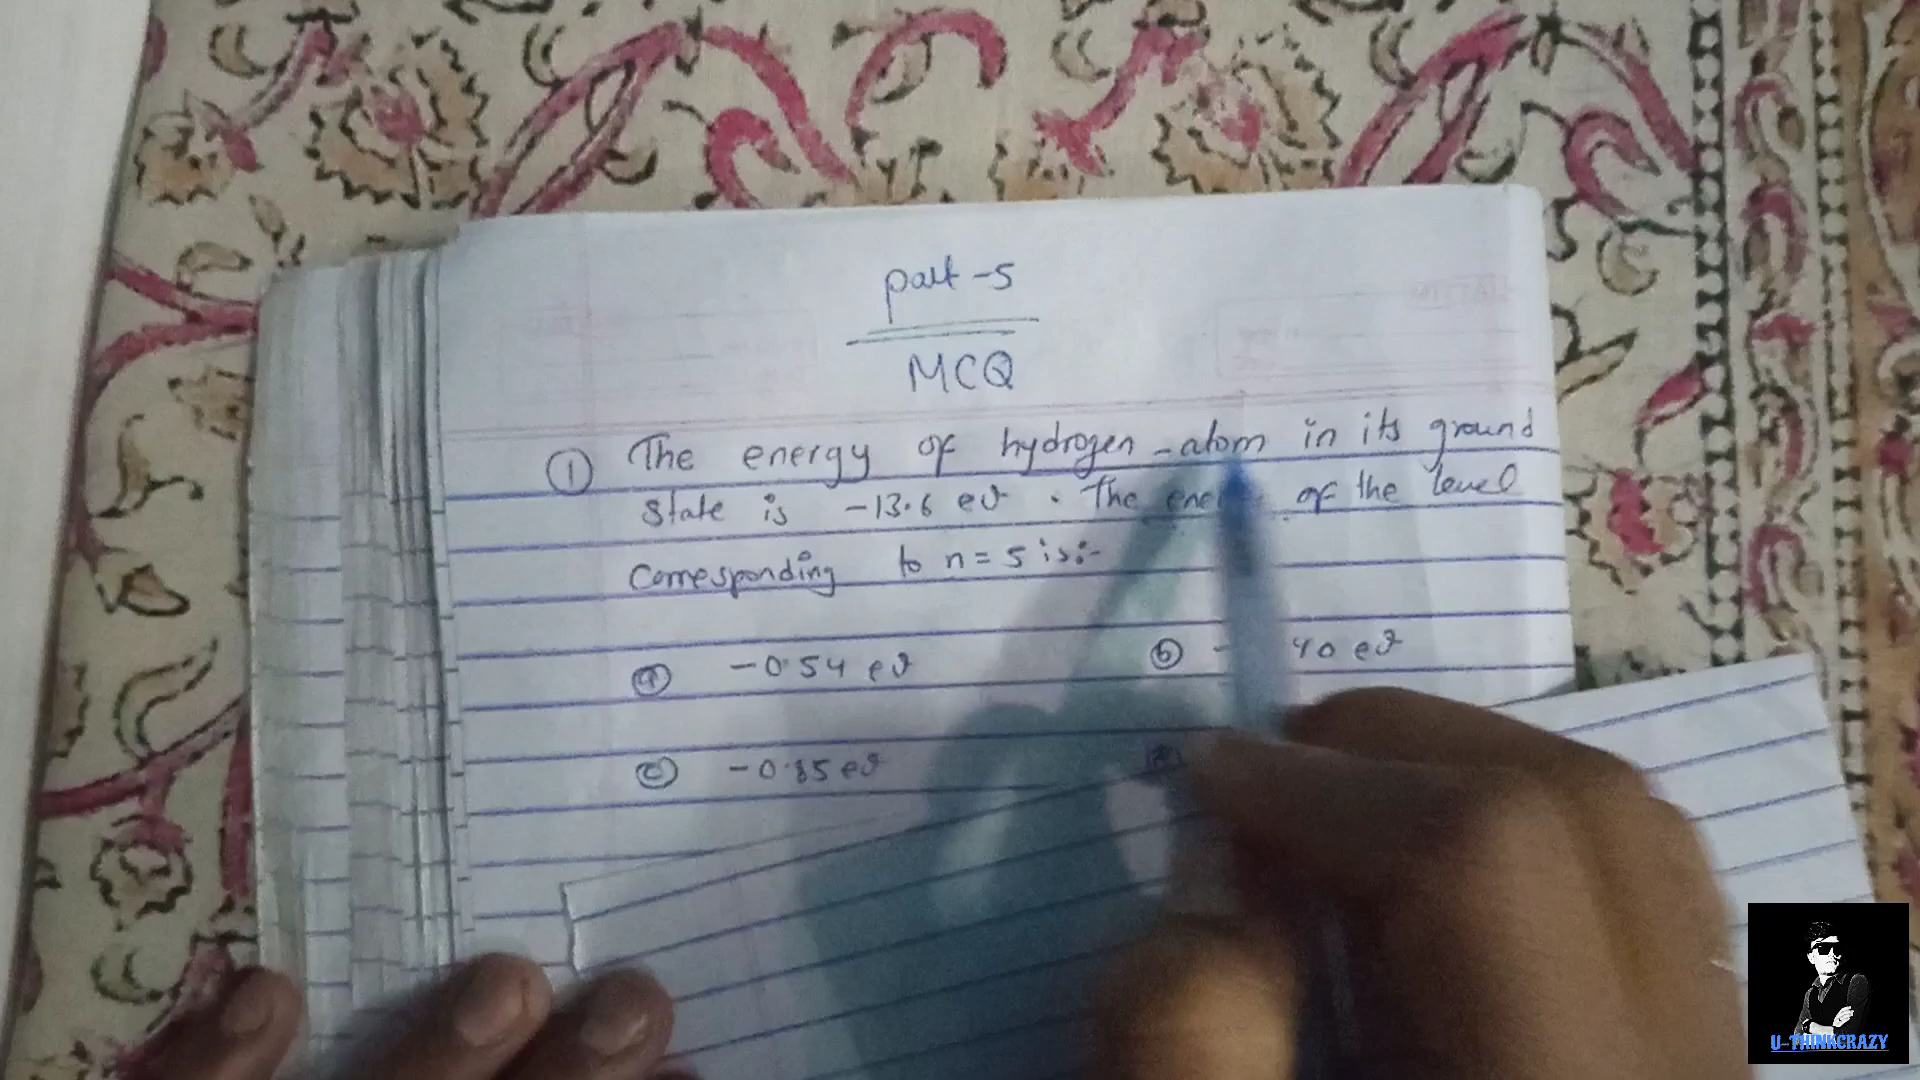 part-5
MCQ
① The energy of hydrogen-atom in its ground
state is -13.6 ev. The of the level
corresponding to n=5 is:-
ⓐ -0.54 ev ⓑ 40 ev
ⓒ -0.85 ev
U-THINKCRAZY